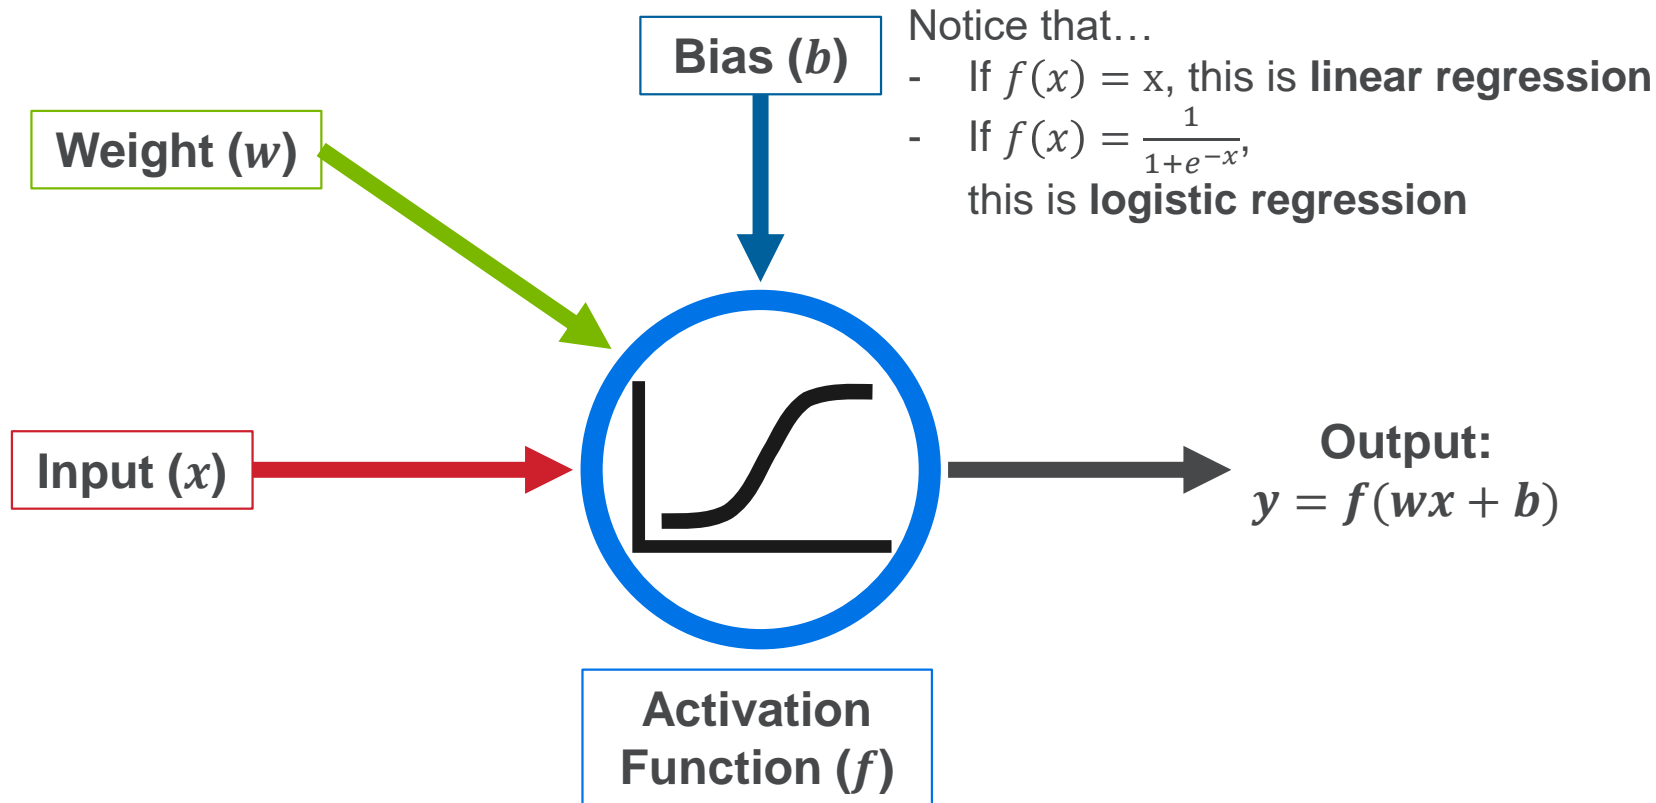 Bias (b)
Notice that…
- If f(x) = x, this is linear regression
- If f(x) = \frac{1}{1+e^{-x}},
this is logistic regression
Weight (w)
Input (x)
Output:
y = f(wx + b)
Activation
Function (f)